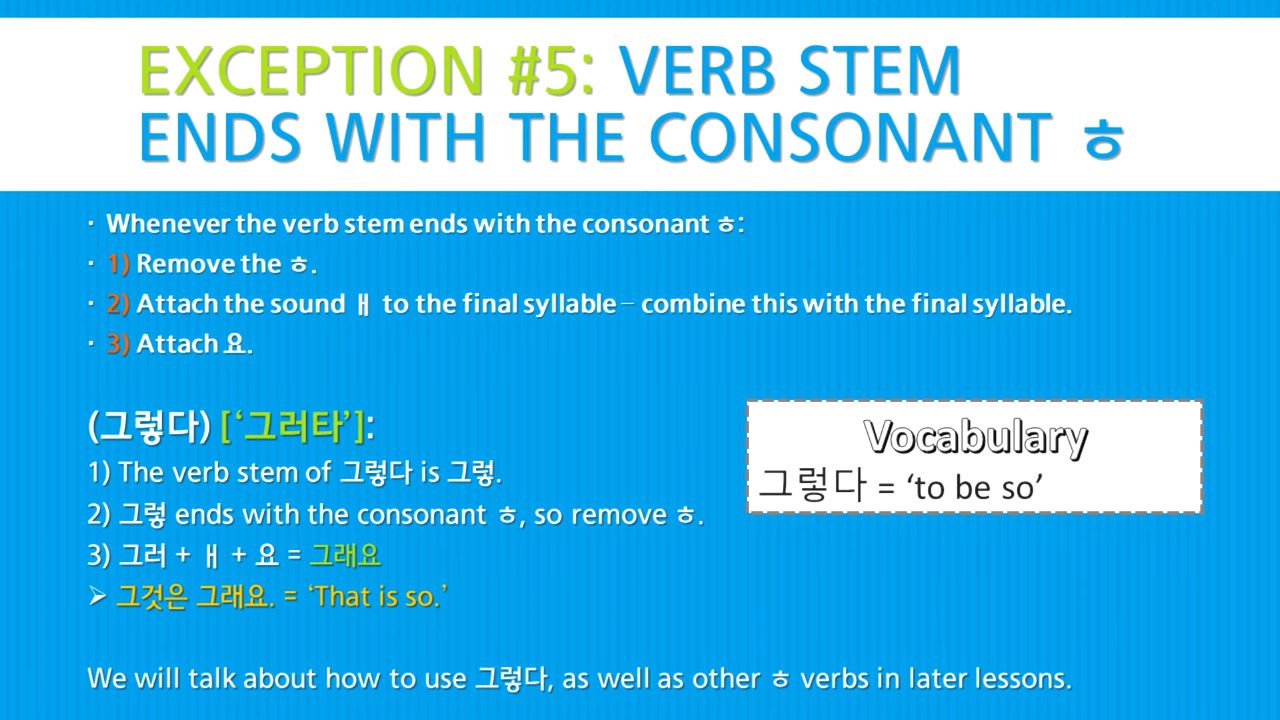 EXCEPTION #5: VERB STEM
ENDS WITH THE CONSONANT ㅎ
· Whenever the verb stem ends with the consonant ㅎ:
· 1) Remove the ㅎ.
· 2) Attach the sound ㅐ to the final syllable – combine this with the final syllable.
· 3) Attach 요.
(그렇다) [‘그러타’]:
1) The verb stem of 그렇다 is 그렇.
2) 그렇 ends with the consonant ㅎ, so remove ㅎ.
3) 그러 + ㅐ + 요 = 그래요
➢ 그것은 그래요. = ‘That is so.’
Vocabulary
그렇다 = ‘to be so’
We will talk about how to use 그렇다, as well as other ㅎ verbs in later lessons.